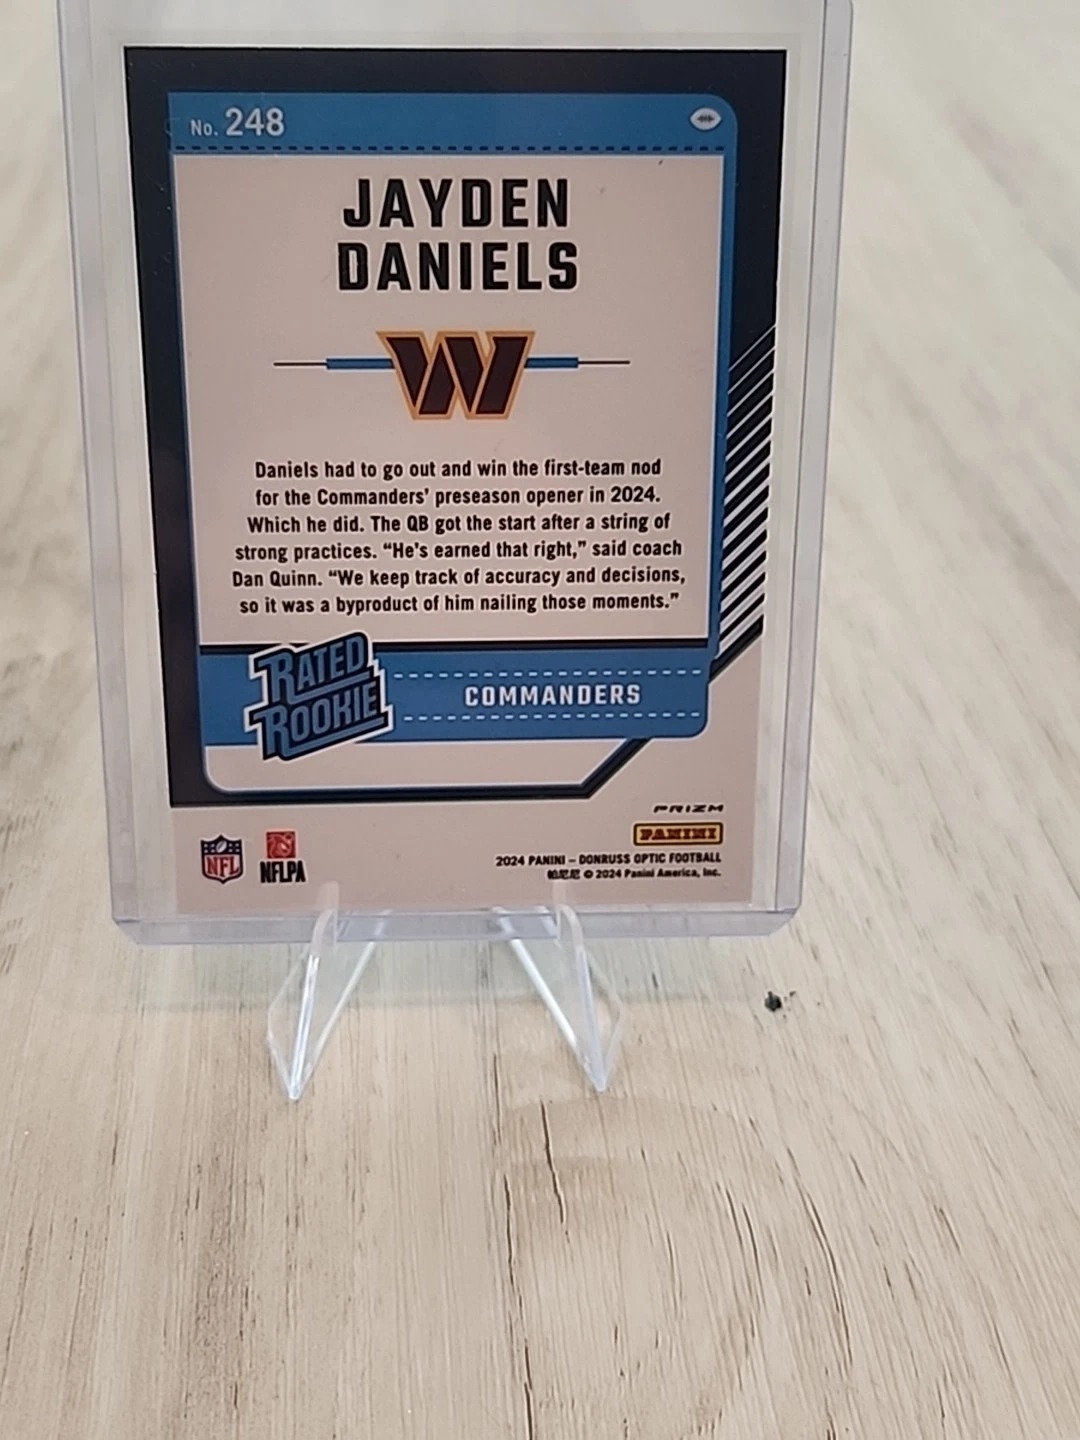 No. 248
JAYDEN
DANIELS
W
Daniels had to go out and win the first-team nod
for the Commanders' preseason opener in 2024.
Which he did. The QB got the start after a string of
strong practices. “He's earned that right,” said coach
Dan Quinn. “We keep track of accuracy and decisions,
so it was a byproduct of him nailing those moments.”
RATED
ROOKIE
COMMANDERS
PRIZM
PANINI
NFL
NFLPA
2024 PANINI – DONRUSS OPTIC FOOTBALL
© 2024 Panini America, Inc.